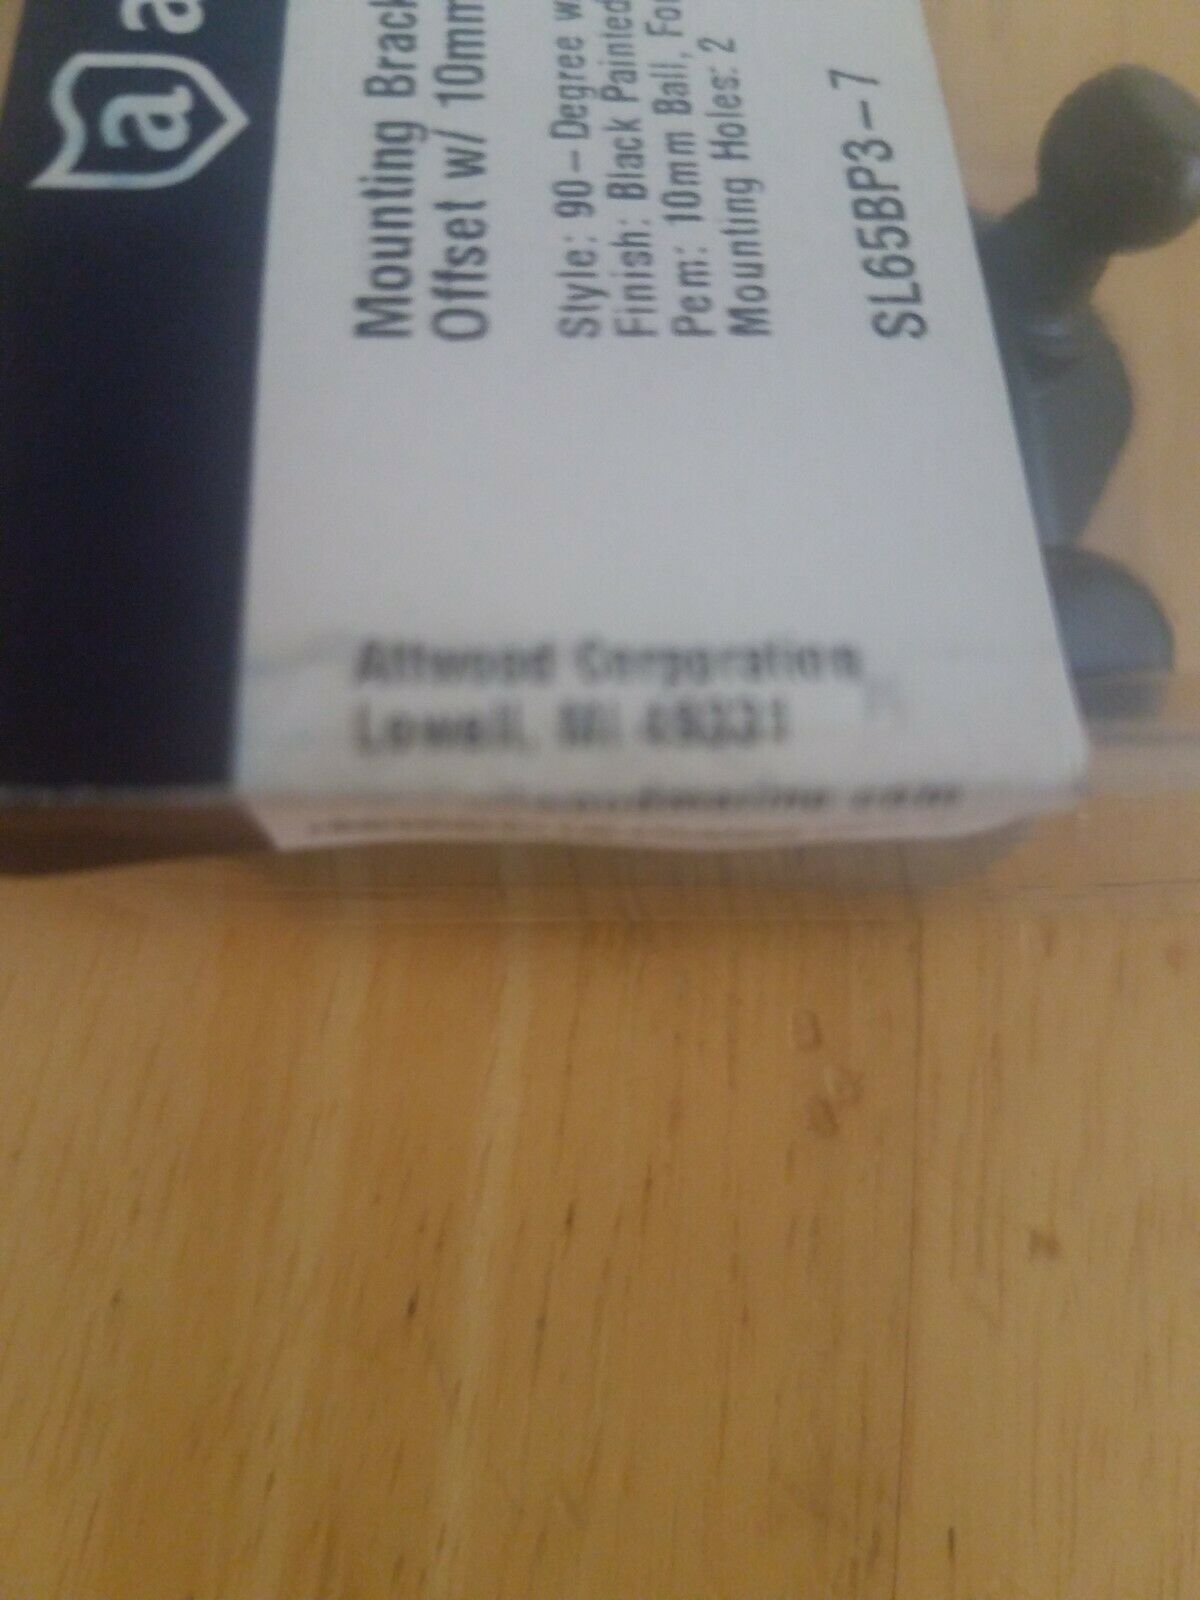 a a
Mounting Brack
Offset w/ 10mm
Style: 90-Degree w
Finish: Black Painted
Pem: 10mm Ball, Fo
Mounting Holes: 2
SL65BP3-7
Attwood Corporation
Lowell, MI 49331